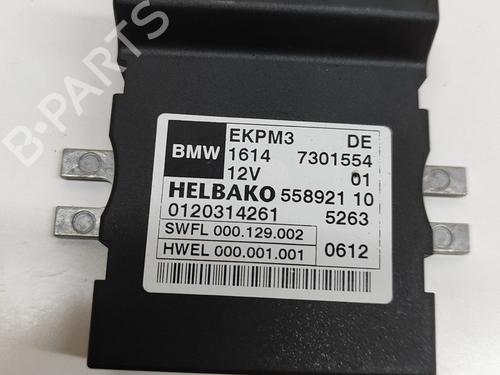 B-PARTS
BMW
EKPM3 DE
1614 7301554
12V 01
HELBAKO 558921 10
0120314261 5263
SWFL 000.129.002
HWEL 000.001.001 0612